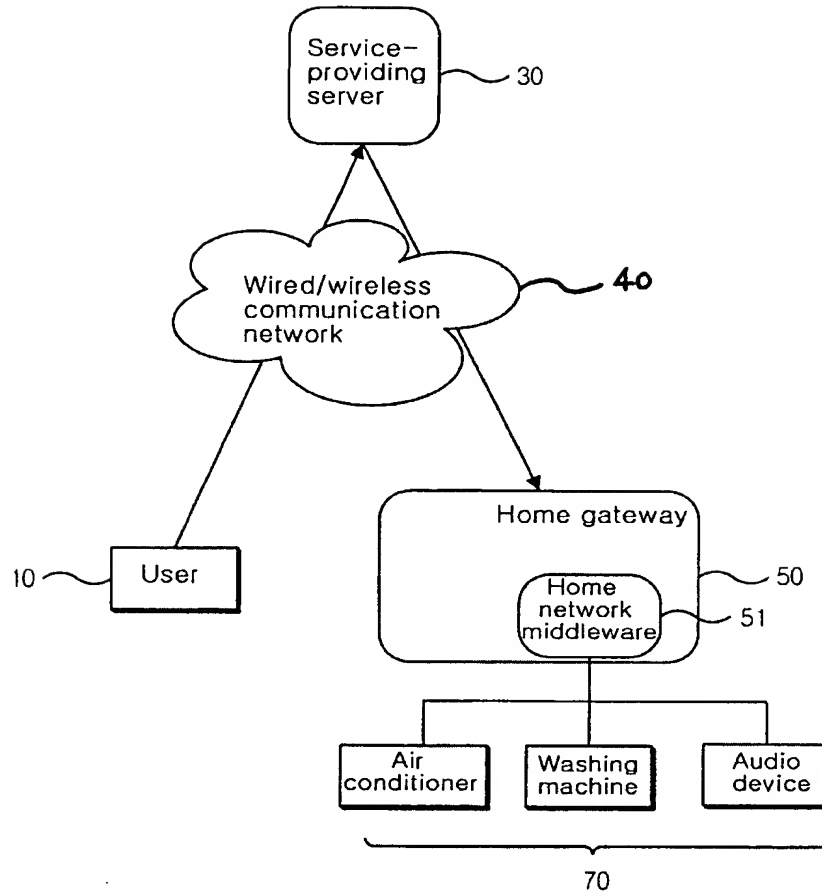 Service-
providing
server
30
Wired/wireless
communication
network
40
Home gateway
10
User
50
Home
network
middleware
51
Air
conditioner
Washing
machine
Audio
device
70